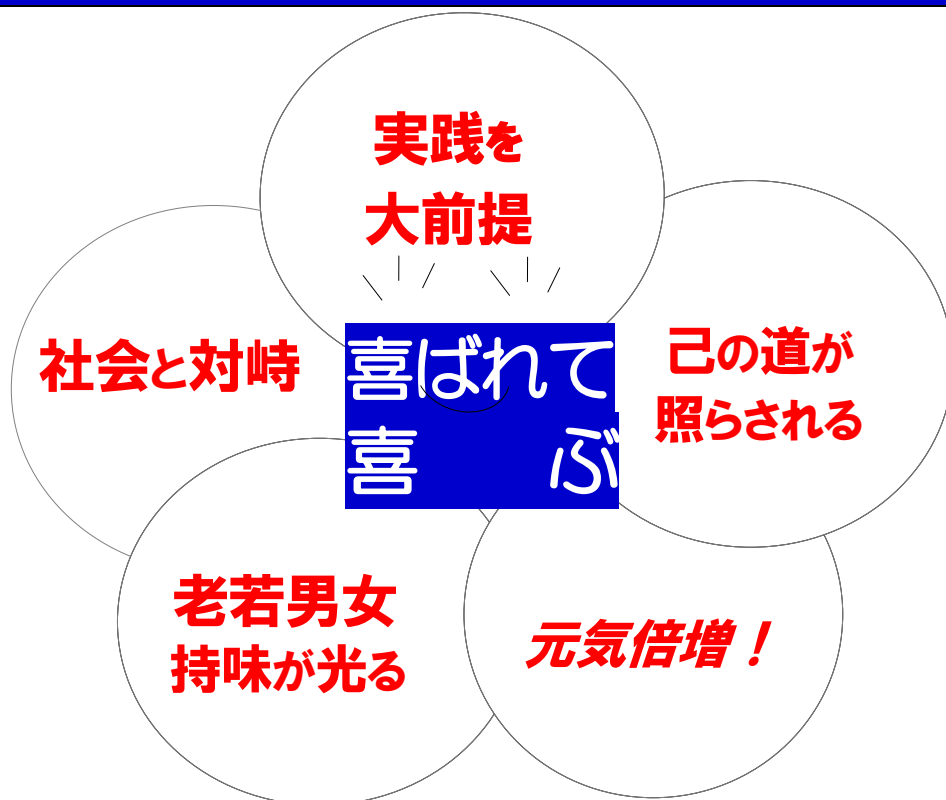 実践を
大前提
社会と対峙
喜ばれて
喜　ぶ
己の道が
照らされる
老若男女
持味が光る
元気倍増！